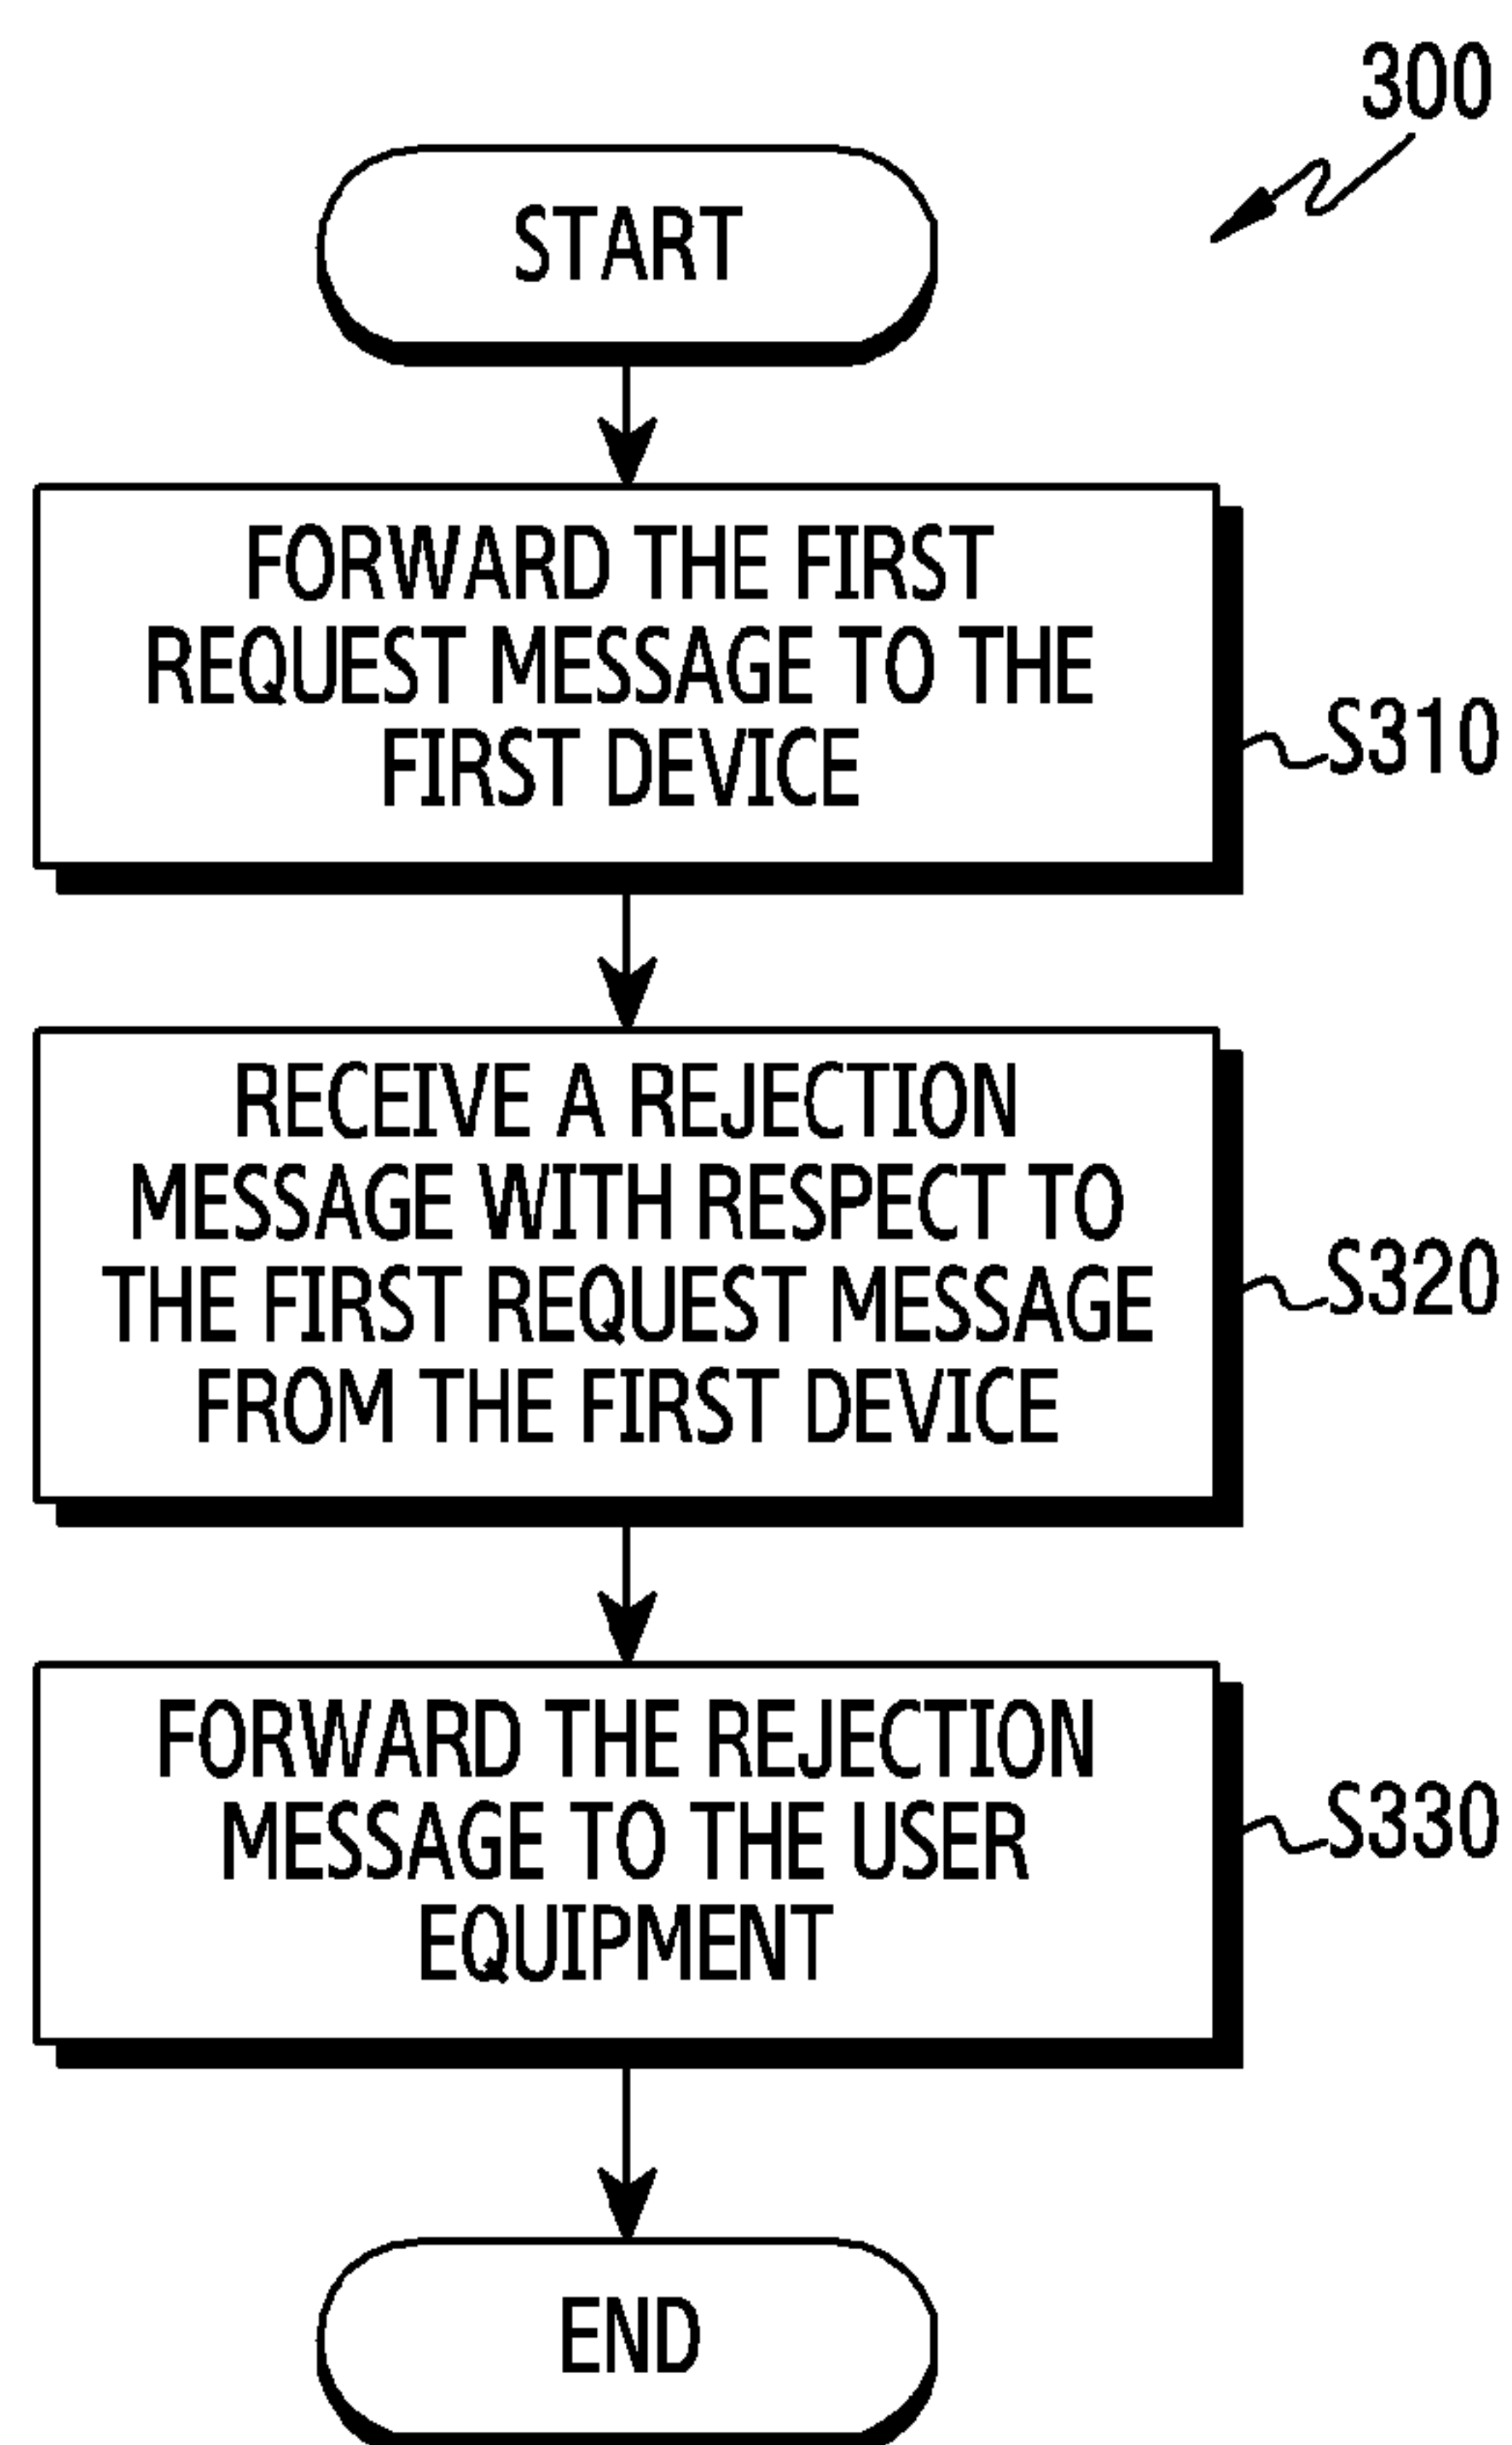 300
START
FORWARD THE FIRST
REQUEST MESSAGE TO THE
FIRST DEVICE
S310
RECEIVE A REJECTION
MESSAGE WITH RESPECT TO
THE FIRST REQUEST MESSAGE
FROM THE FIRST DEVICE
S320
FORWARD THE REJECTION
MESSAGE TO THE USER
EQUIPMENT
S330
END